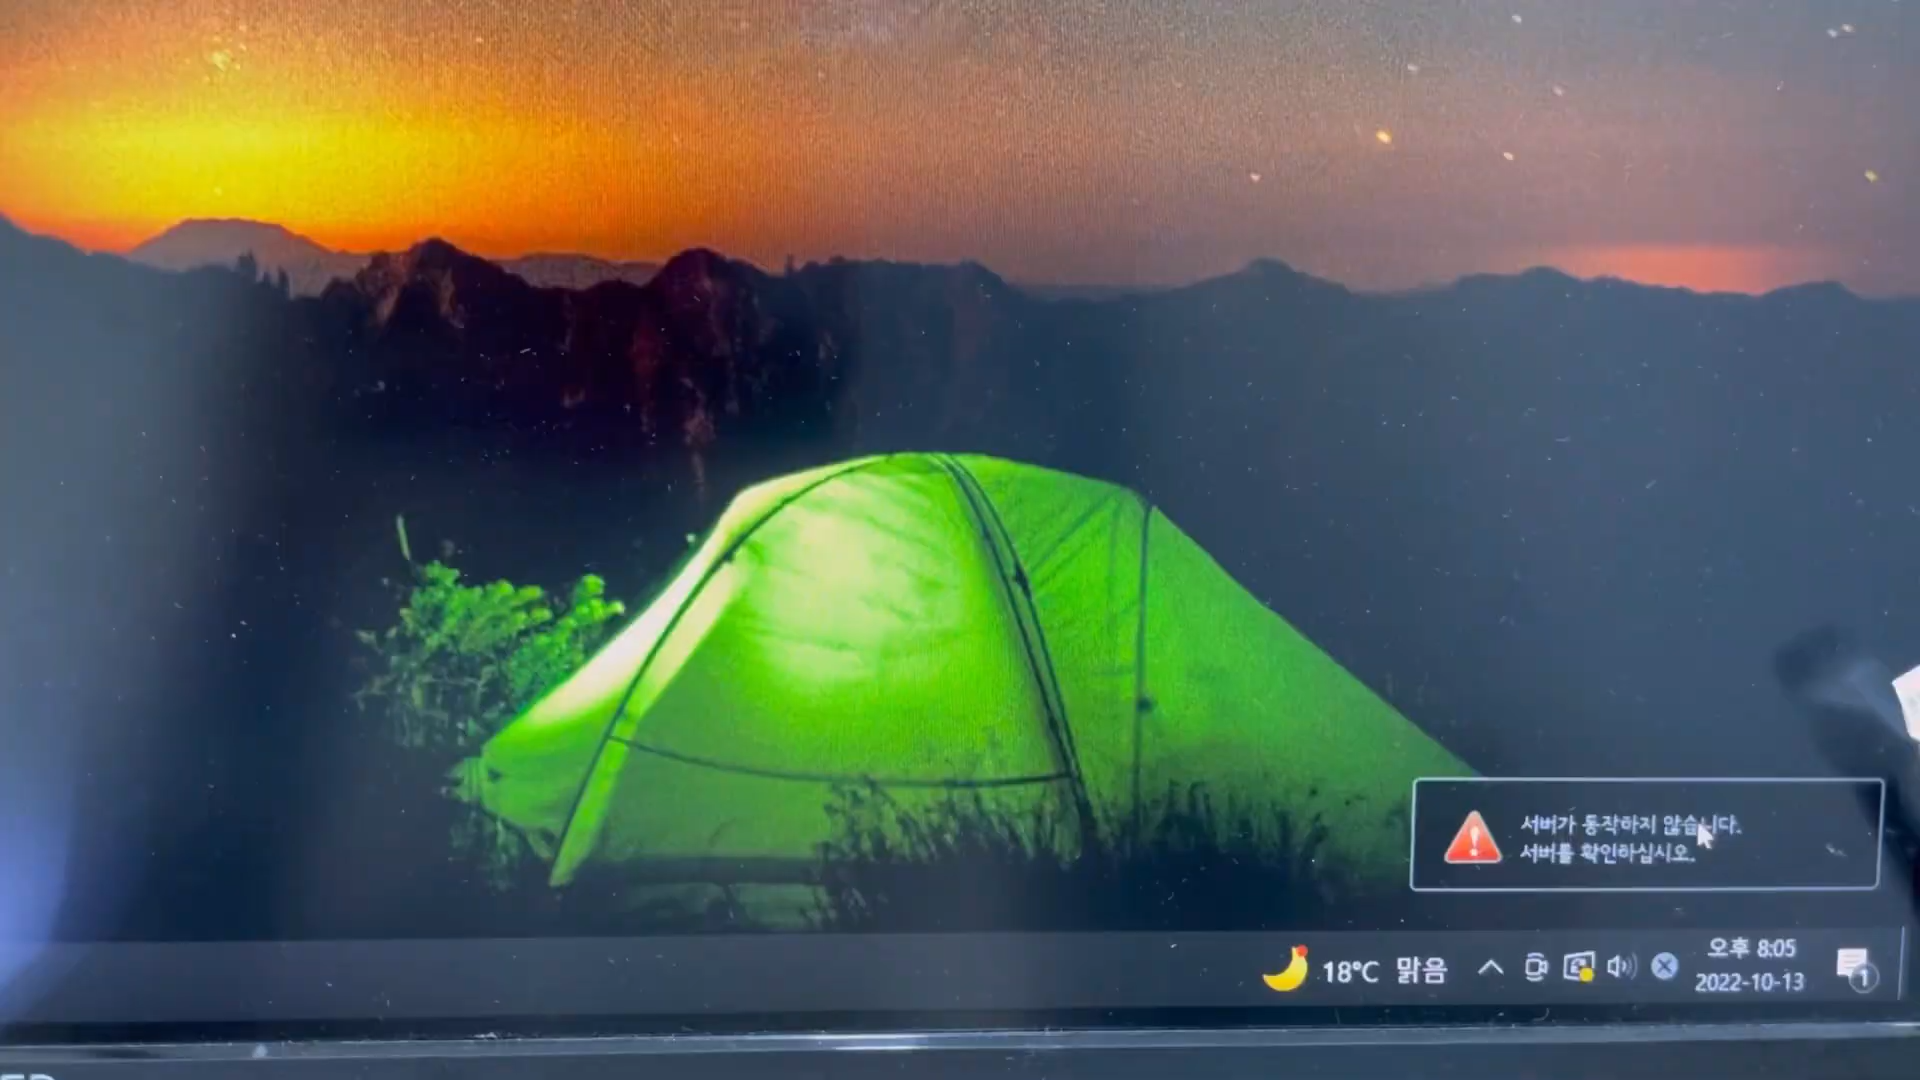 서버가 동작하지 않습니다.
서버를 확인하십시오.
18°C 맑음
오후 8:05
2022-10-13
1